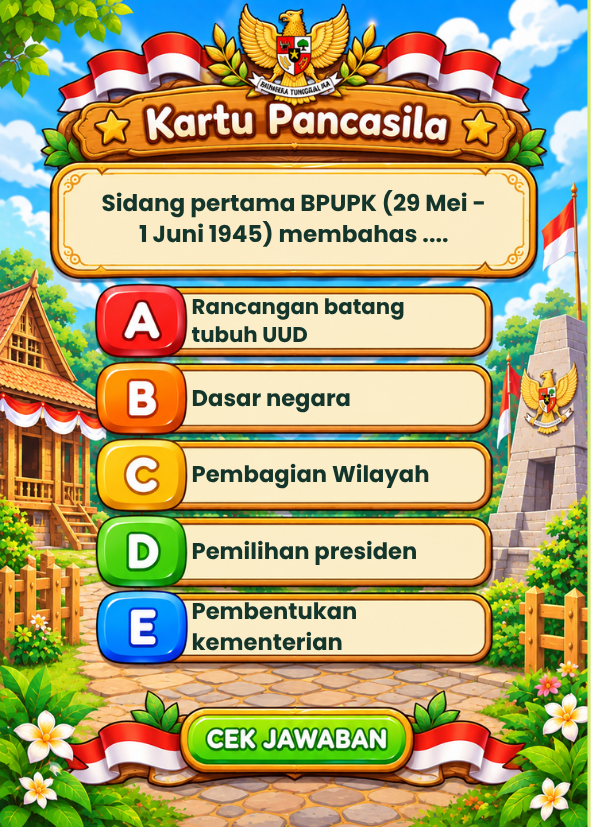 BHINNEKA TUNGGAL IKA
Kartu Pancasila
Sidang pertama BPUPK (29 Mei -
1 Juni 1945) membahas ....
A
Rancangan batang
tubuh UUD
B
Dasar negara
C
Pembagian Wilayah
D
Pemilihan presiden
E
Pembentukan
kementerian
CEK JAWABAN